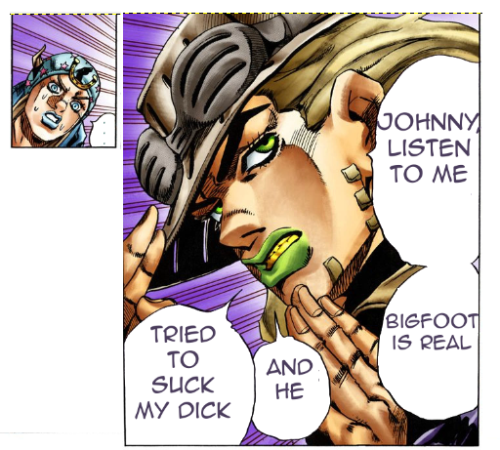 JOHNNY,
LISTEN
TO ME
BIGFOOT
IS REAL
AND
HE
TRIED
TO
SUCK
MY DICK
...